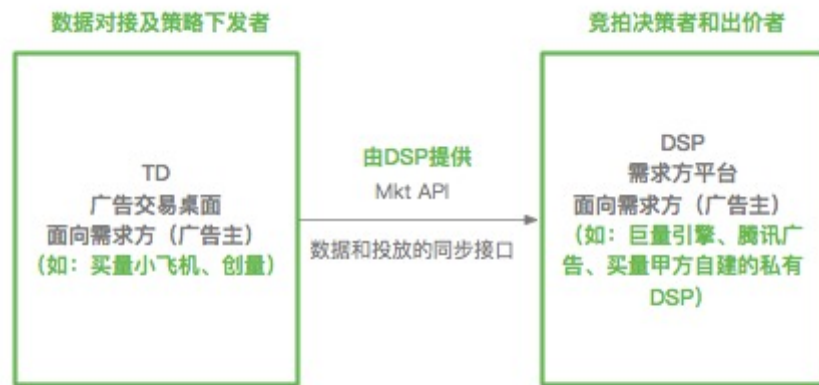 数据对接及策略下发者
竞拍决策者和出价者
TD
广告交易桌面
面向需求方（广告主）
（如：买量小飞机、创量）
由DSP提供
Mkt API
数据和投放的同步接口
DSP
需求方平台
面向需求方（广告主）
（如：巨量引擎、腾讯广
告、买量甲方自建的私有
DSP）